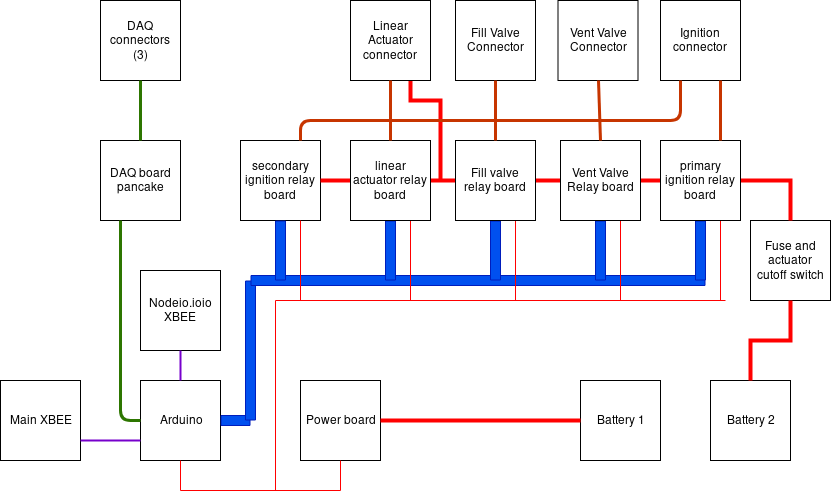 DAQ
connectors
(3)
Linear
Actuator
connector
Fill Valve
Connector
Vent Valve
Connector
Ignition
connector
DAQ board
pancake
secondary
ignition relay
board
linear
actuator relay
board
Fill valve
relay board
Vent Valve
Relay board
primary
ignition relay
board
Fuse and
actuator
cutoff switch
Nodeio.ioio
XBEE
Main XBEE
Arduino
Power board
Battery 1
Battery 2